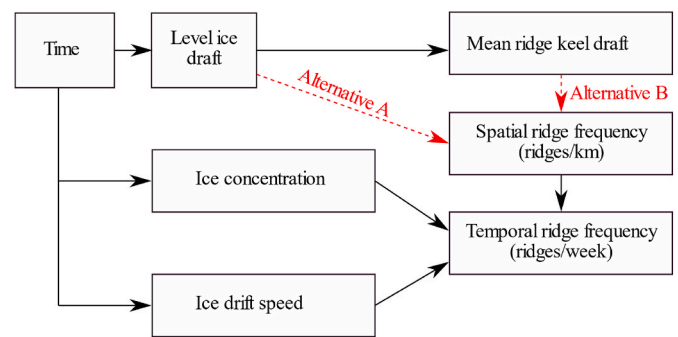 Time
Level ice
draft
Mean ridge keel draft
Alternative A
Alternative B
Spatial ridge frequency
(ridges/km)
Ice concentration
Temporal ridge frequency
(ridges/week)
Ice drift speed